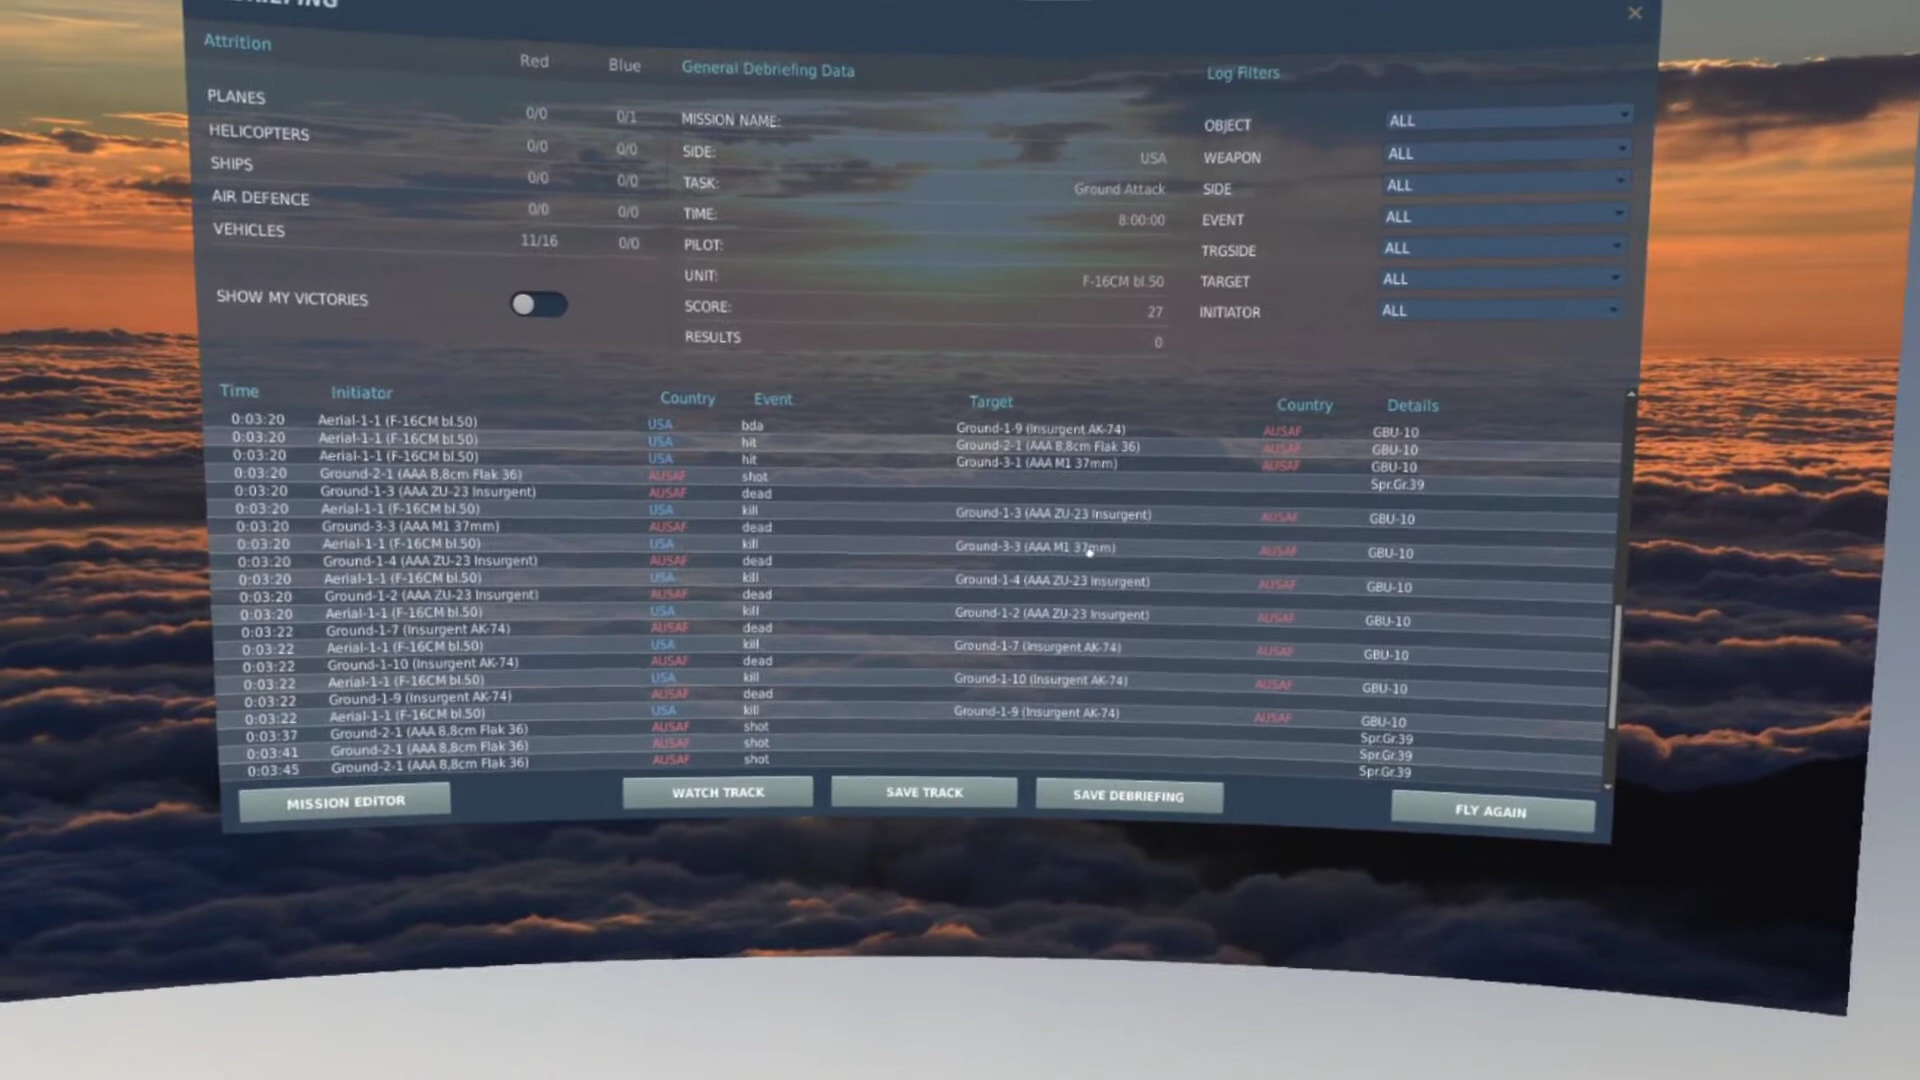 Attrition Red Blue
PLANES 0/0 0/1
HELICOPTERS 0/0 0/0
SHIPS 0/0 0/0
AIR DEFENCE 0/0 0/0
VEHICLES 11/16 0/0
SHOW MY VICTORIES
General Debriefing Data
MISSION NAME:
SIDE: USA
TASK: Ground Attack
TIME: 8:00:00
PILOT:
UNIT: F-16CM bl.50
SCORE: 27
RESULTS 0
Log Filters
OBJECT ALL
WEAPON ALL
SIDE ALL
EVENT ALL
TRGSIDE ALL
TARGET ALL
INITIATOR ALL
Time Initiator Country Event Target Country Details
0:03:20 Aerial-1-1 (F-16CM bl.50) USA bda Ground-1-9 (Insurgent AK-74) AUSAF GBU-10
0:03:20 Aerial-1-1 (F-16CM bl.50) USA hit Ground-2-1 (AAA 8,8cm Flak 36) AUSAF GBU-10
0:03:20 Aerial-1-1 (F-16CM bl.50) USA hit Ground-3-1 (AAA M1 37mm) AUSAF GBU-10
0:03:20 Ground-2-1 (AAA 8,8cm Flak 36) AUSAF shot Spr.Gr.39
0:03:20 Ground-1-3 (AAA ZU-23 Insurgent) AUSAF dead
0:03:20 Aerial-1-1 (F-16CM bl.50) USA kill Ground-1-3 (AAA ZU-23 Insurgent) AUSAF GBU-10
0:03:20 Ground-3-3 (AAA M1 37mm) AUSAF dead
0:03:20 Aerial-1-1 (F-16CM bl.50) USA kill Ground-3-3 (AAA M1 37mm) AUSAF GBU-10
0:03:20 Ground-1-4 (AAA ZU-23 Insurgent) AUSAF dead
0:03:20 Aerial-1-1 (F-16CM bl.50) USA kill Ground-1-4 (AAA ZU-23 Insurgent) AUSAF GBU-10
0:03:20 Ground-1-2 (AAA ZU-23 Insurgent) AUSAF dead
0:03:20 Aerial-1-1 (F-16CM bl.50) USA kill Ground-1-2 (AAA ZU-23 Insurgent) AUSAF GBU-10
0:03:22 Ground-1-7 (Insurgent AK-74) AUSAF dead
0:03:22 Aerial-1-1 (F-16CM bl.50) USA kill Ground-1-7 (Insurgent AK-74) AUSAF GBU-10
0:03:22 Ground-1-10 (Insurgent AK-74) AUSAF dead
0:03:22 Aerial-1-1 (F-16CM bl.50) USA kill Ground-1-10 (Insurgent AK-74) AUSAF GBU-10
0:03:22 Ground-1-9 (Insurgent AK-74) AUSAF dead
0:03:22 Aerial-1-1 (F-16CM bl.50) USA kill Ground-1-9 (Insurgent AK-74) AUSAF GBU-10
0:03:37 Ground-2-1 (AAA 8,8cm Flak 36) AUSAF shot Spr.Gr.39
0:03:41 Ground-2-1 (AAA 8,8cm Flak 36) AUSAF shot Spr.Gr.39
0:03:45 Ground-2-1 (AAA 8,8cm Flak 36) AUSAF shot Spr.Gr.39
MISSION EDITOR
WATCH TRACK
SAVE TRACK
SAVE DEBRIEFING
FLY AGAIN